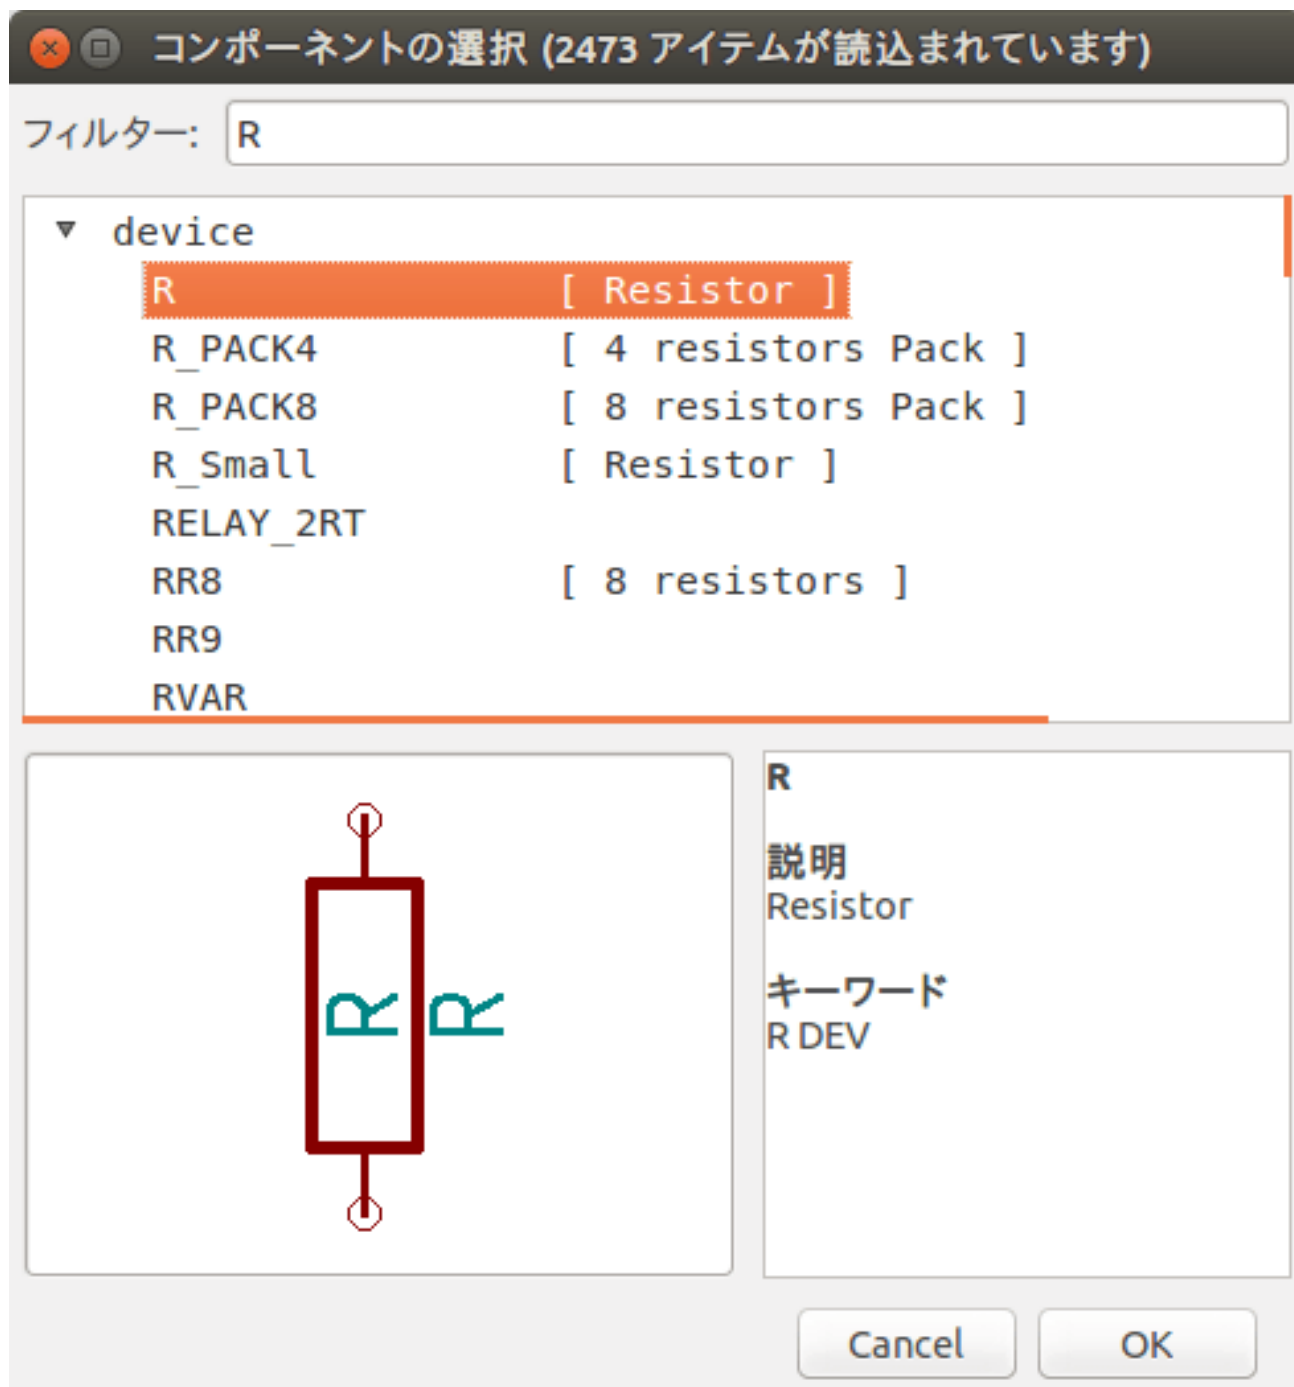 コンポーネントの選択 (2473 アイテムが読込まれています)
フィルター: R
device
R [ Resistor ]
R_PACK4 [ 4 resistors Pack ]
R_PACK8 [ 8 resistors Pack ]
R_Small [ Resistor ]
RELAY_2RT
RR8 [ 8 resistors ]
RR9
RVAR
R R
R
説明
Resistor
キーワード
R DEV
Cancel OK